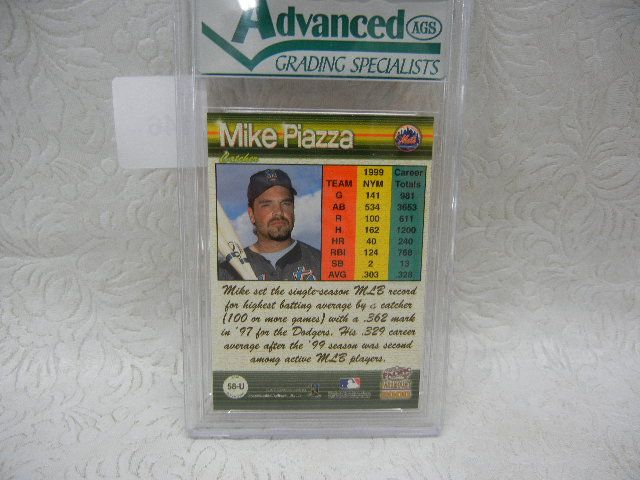 Advanced AGS
GRADING SPECIALISTS
Mike Piazza
Mets
Catcher
1999 Career
TEAM NYM Totals
G 141 981
AB 534 3653
R 100 611
H 162 1200
HR 40 240
RBI 124 768
SB 2 13
AVG .303 .328
Mike set the single-season MLB record
for highest batting average by a catcher
(100 or more games) with a .362 mark
in '97 for the Dodgers. His .329 career
average after the '99 season was second
among active MLB players.
58-U